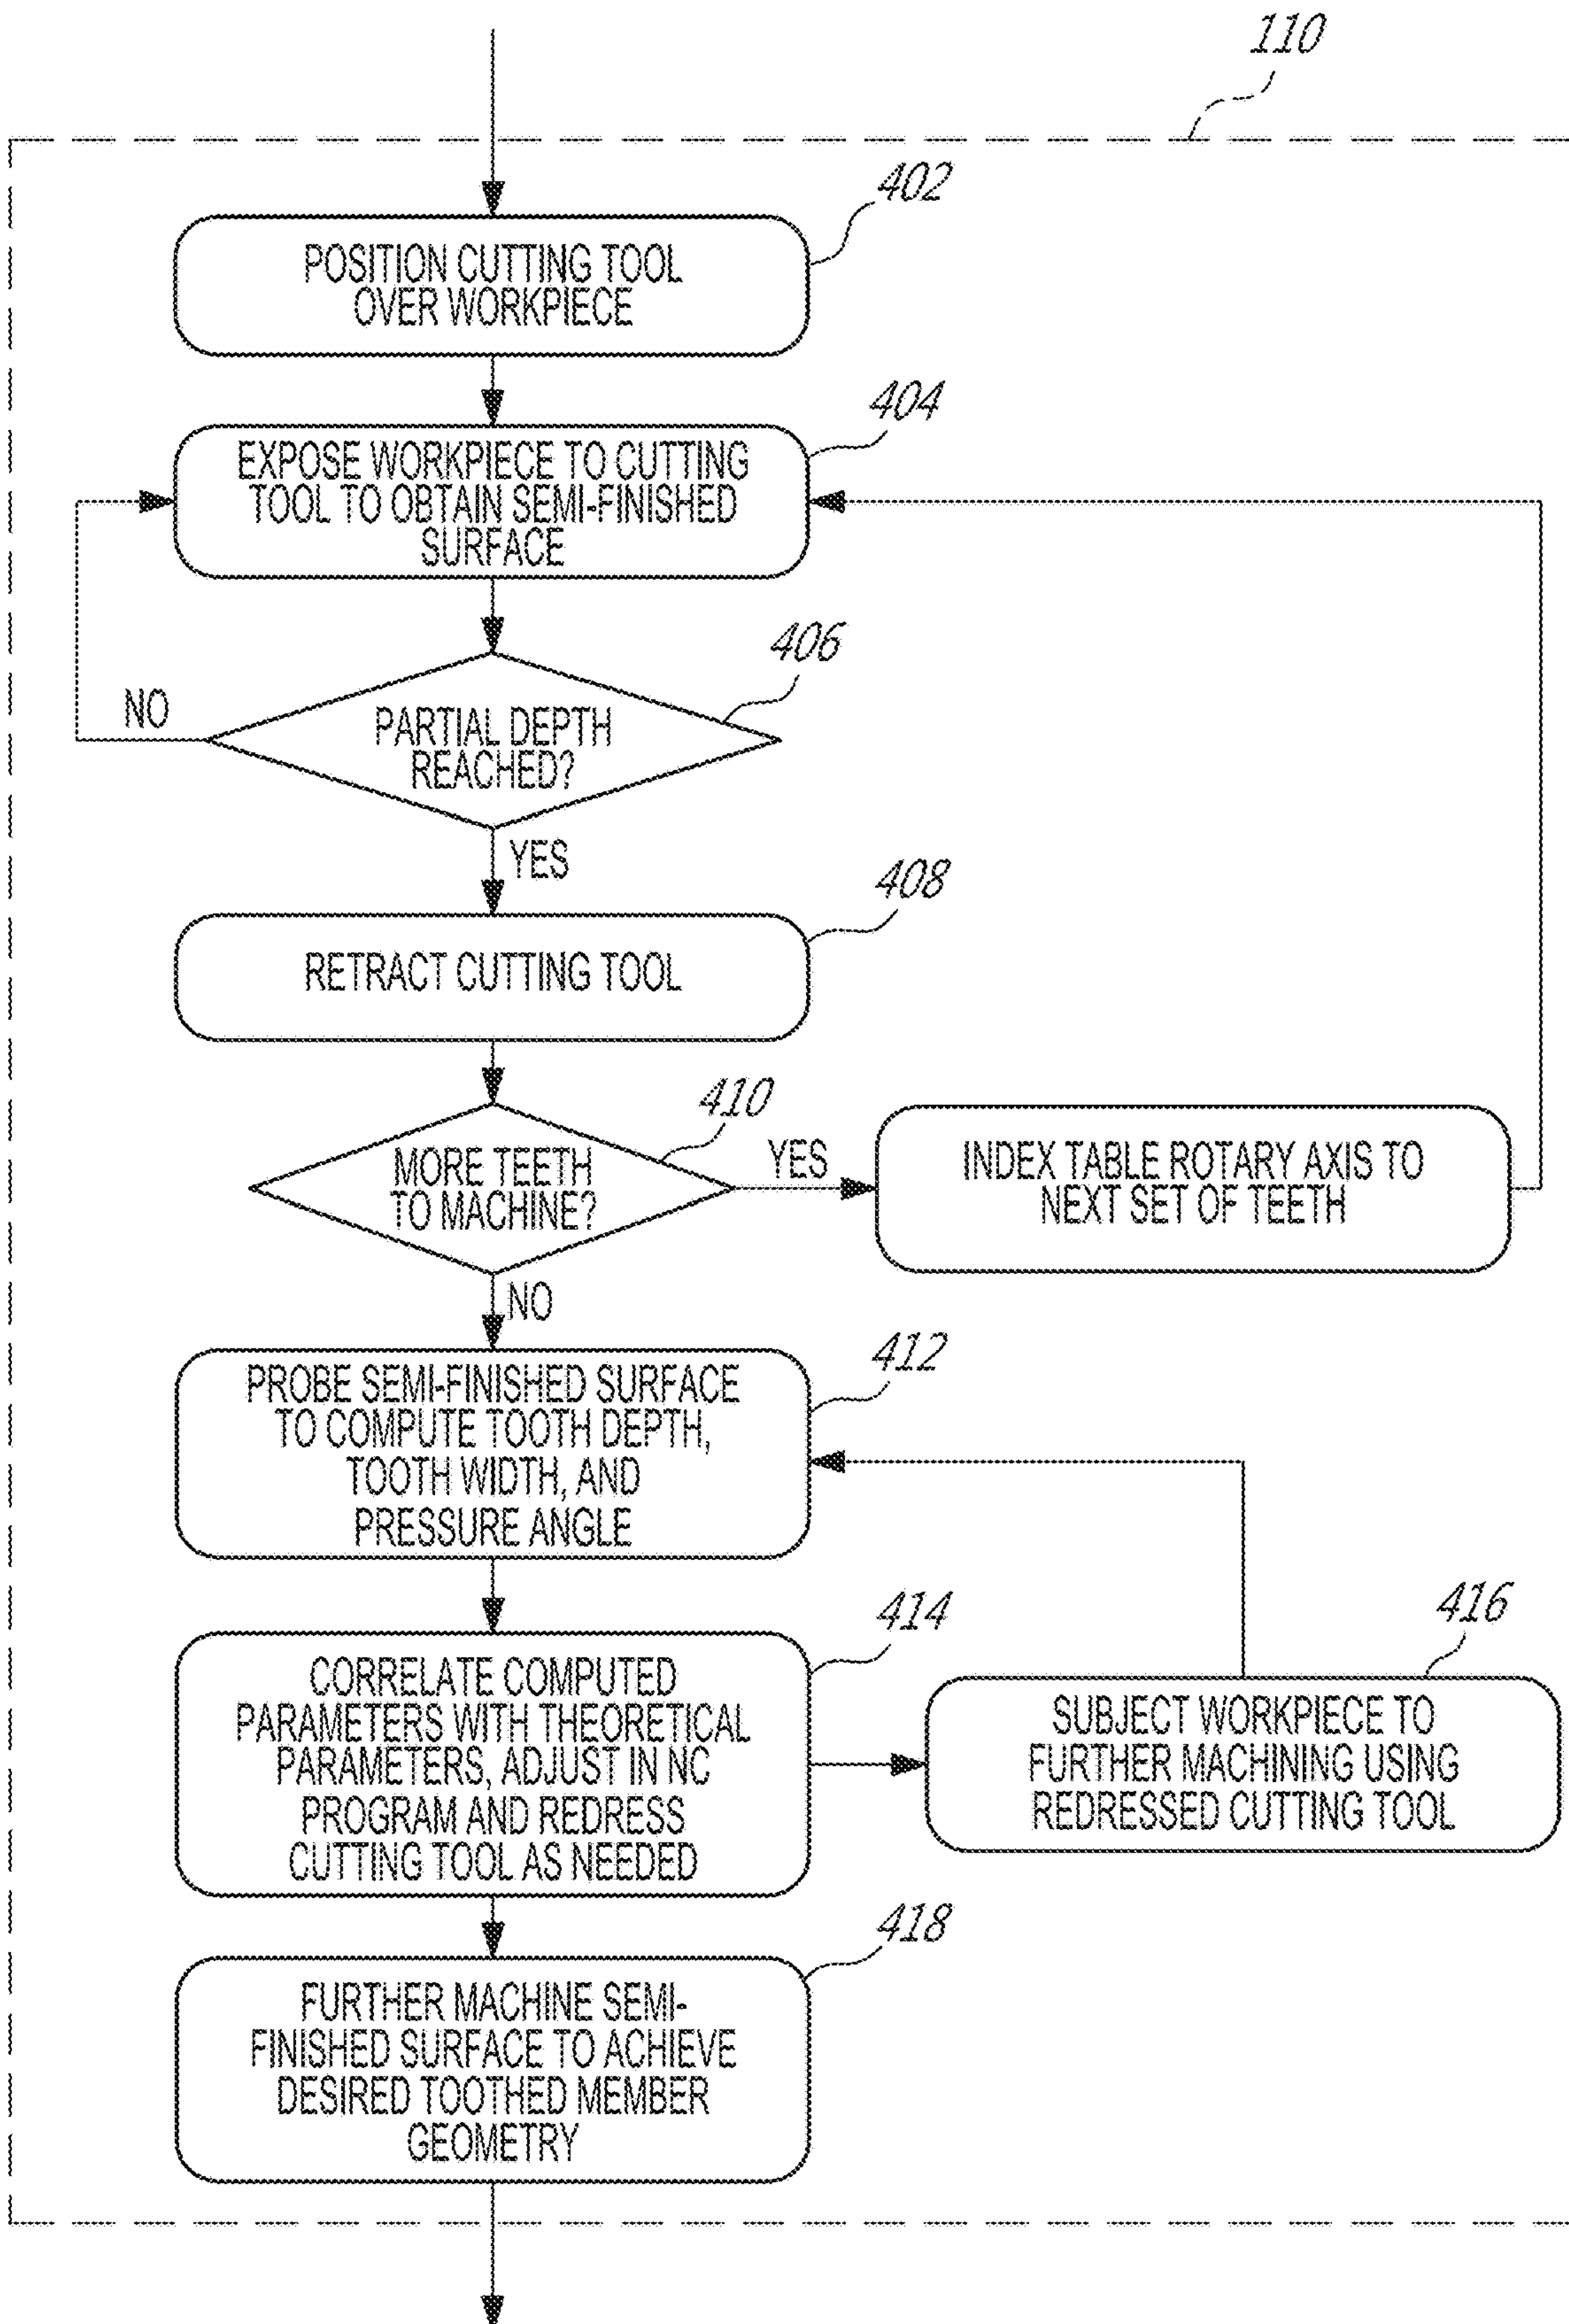 110
402
POSITION CUTTING TOOL
OVER WORKPIECE
404
EXPOSE WORKPIECE TO CUTTING
TOOL TO OBTAIN SEMI-FINISHED
SURFACE
406
NO
PARTIAL DEPTH
REACHED?
YES
408
RETRACT CUTTING TOOL
410
MORE TEETH
TO MACHINE?
YES
INDEX TABLE ROTARY AXIS TO
NEXT SET OF TEETH
NO
412
PROBE SEMI-FINISHED SURFACE
TO COMPUTE TOOTH DEPTH,
TOOTH WIDTH, AND
PRESSURE ANGLE
414
CORRELATE COMPUTED
PARAMETERS WITH THEORETICAL
PARAMETERS, ADJUST IN NC
PROGRAM AND REDRESS
CUTTING TOOL AS NEEDED
416
SUBJECT WORKPIECE TO
FURTHER MACHINING USING
REDRESSED CUTTING TOOL
418
FURTHER MACHINE SEMI-
FINISHED SURFACE TO ACHIEVE
DESIRED TOOTHED MEMBER
GEOMETRY